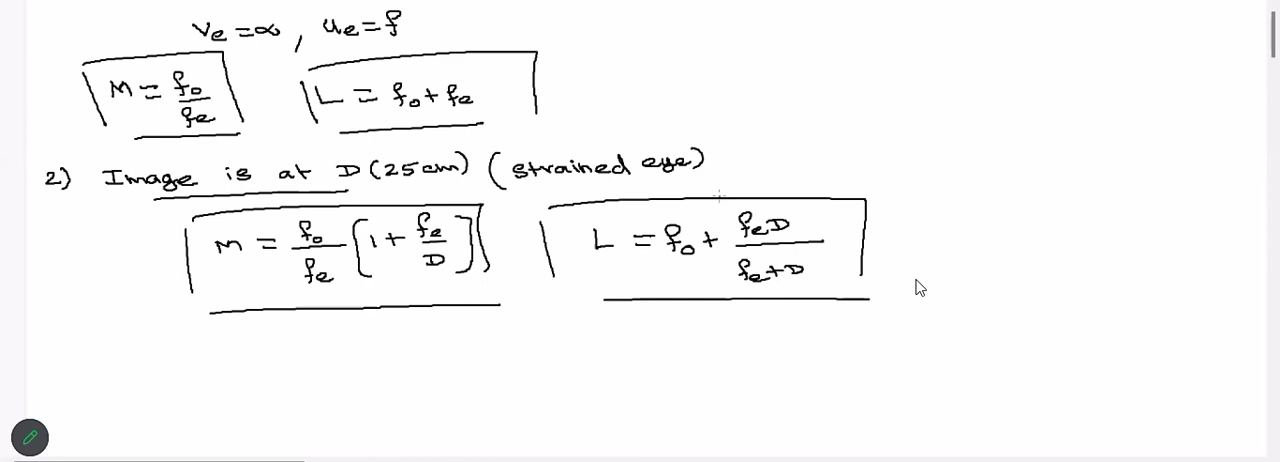 Ve = ∞ , Ue = f
M = fo/fe L = fo + fe
2) Image is at D (25cm) (strained eye)
M = fo/fe [1 + fe/D] L = fo + feD/fe+D